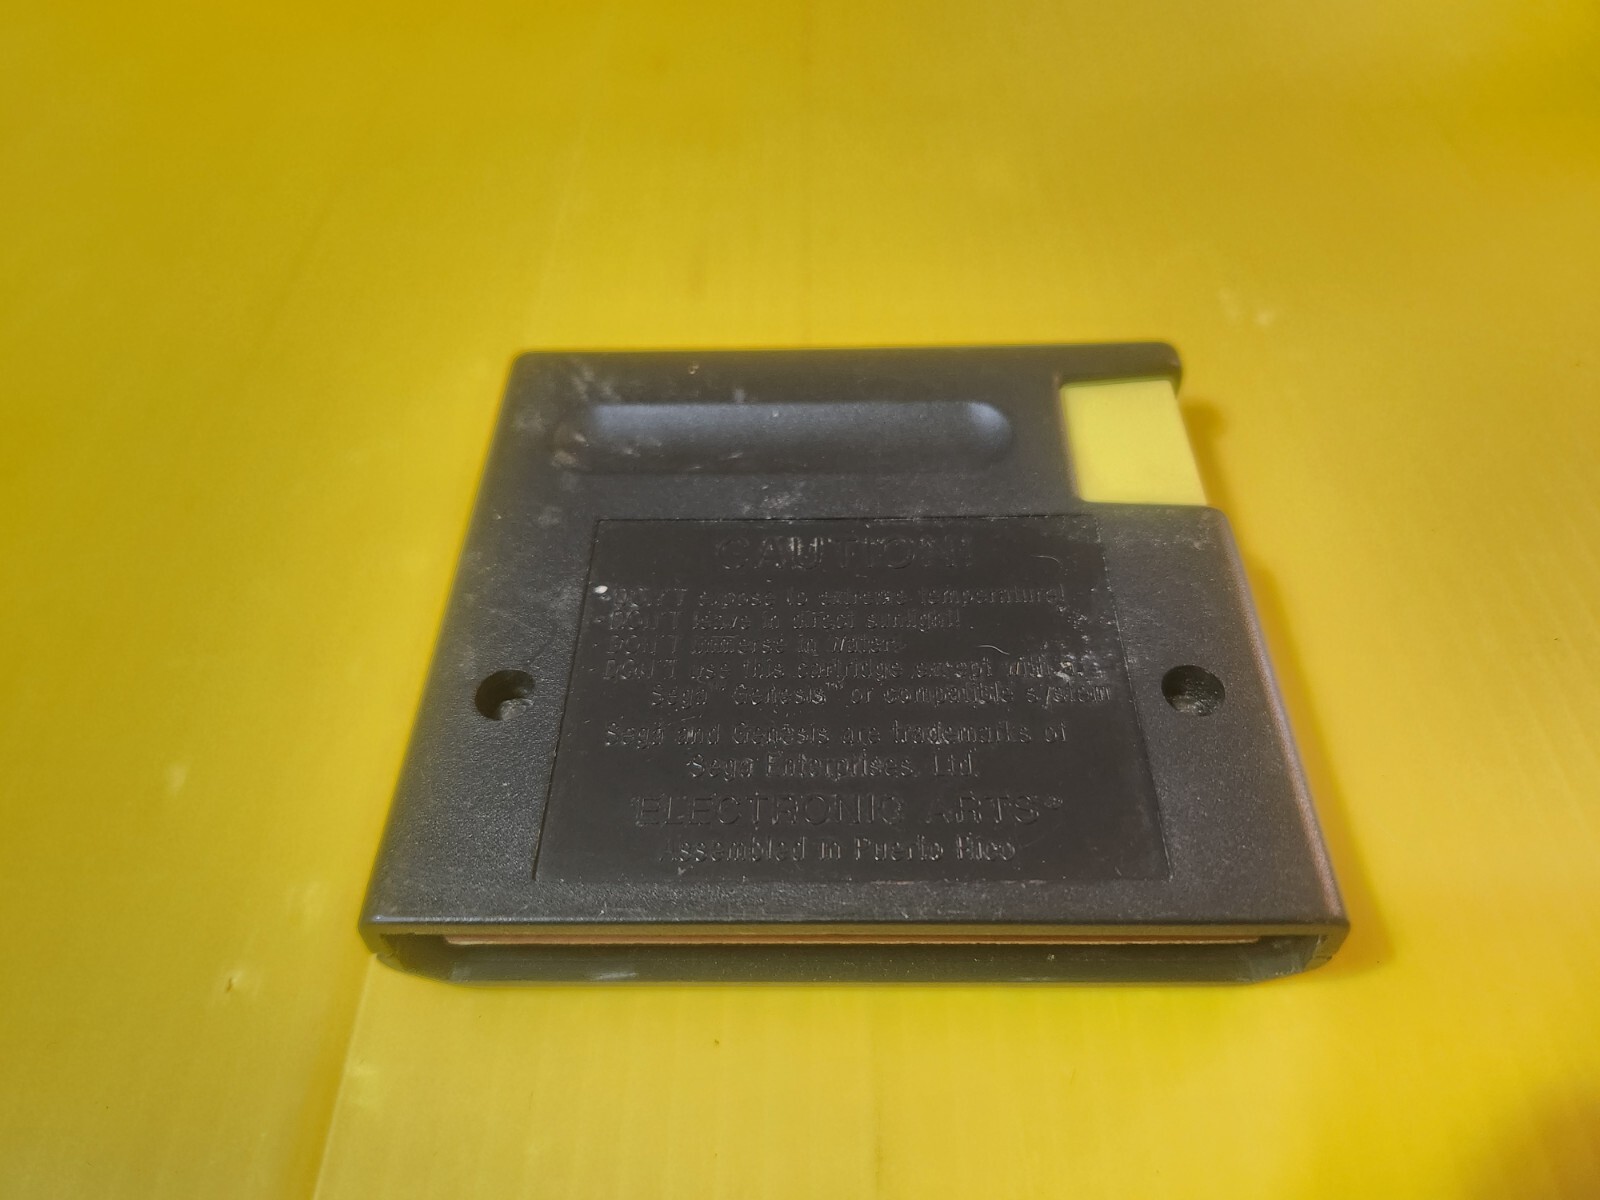 CAUTION!
- DON'T expose to extreme temperature!
- DON'T leave in direct sunlight!
- DON'T immerse in Water!
- DON'T use this cartridge except with a
Sega™ Genesis™ or compatible system
Sega and Genesis are trademarks of
Sega Enterprises, Ltd.
ELECTRONIC ARTS®
Assembled in Puerto Rico